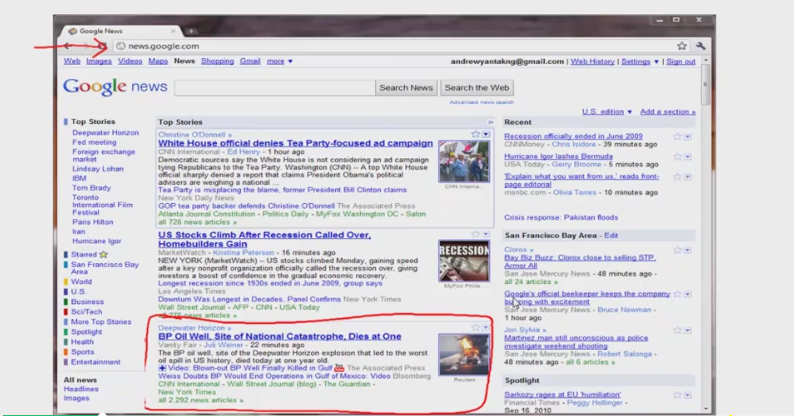 Google News
news.google.com
Web Images Videos Maps News Shopping Gmail more ▼
andrewyantakng@gmail.com | Web History | Settings ▼ | Sign out
Google news
Search News
Search the Web
Advanced news search
U.S. edition ▼ Add a section »
Top Stories
Deepwater Horizon
Fed meeting
Foreign exchange
market
Lindsay Lohan
IBM
Tom Brady
Toronto
International Film
Festival
Paris Hilton
Iran
Hurricane Igor
Starred
San Francisco Bay
Area
World
U.S.
Business
Sci/Tech
More Top Stories
Spotlight
Health
Sports
Entertainment
All news
Headlines
Images
Top Stories
Christine O'Donnell »
White House official denies Tea Party-focused ad campaign
CNN International - Ed Henry - 1 hour ago
Democratic sources say the White House is not considering an ad campaign
tying Republicans to the Tea Party. Washington (CNN) -- A top White House
official sharply denied a report that claims President Obama's political
advisers are weighing a national ...
Tea Party is misplacing the blame, former President Bill Clinton claims
New York Daily News
GOP tea party backer defends Christine O'Donnell The Associated Press
Atlanta Journal Constitution - Politics Daily - MyFox Washington DC - Salon
all 726 news articles »
CNN Interna...
US Stocks Climb After Recession Called Over,
Homebuilders Gain
MarketWatch - Kristina Peterson - 16 minutes ago
NEW YORK (MarketWatch) -- US stocks climbed Monday, gaining speed
after a key nonprofit organization officially called the recession over, giving
investors a boost of confidence in the gradual economic recovery.
Longest recession since 1930s ended in June 2009, group says
Los Angeles Times
Downturn Was Longest in Decades, Panel Confirms New York Times
Wall Street Journal - AFP - CNN - USA Today
all 276 news articles »
RECESSION
MyFox Phila...
Deepwater Horizon »
BP Oil Well, Site of National Catastrophe, Dies at One
Vanity Fair - Juli Weiner - 22 minutes ago
The BP oil well, site of the Deepwater Horizon explosion that led to the worst
oil spill in US history, died today at one year old.
Video: Blown-out BP Well Finally Killed in Gulf The Associated Press
Weiss Doubts BP Would End Operations in Gulf of Mexico: Video Bloomberg
CNN International - Wall Street Journal (blog) - The Guardian -
New York Times
all 2,292 news articles »
Reuters
Recent
Recession officially ended in June 2009
CNNMoney - Chris Isidore - 39 minutes ago
Hurricane Igor lashes Bermuda
USA Today - Garry Broome - 5 minutes ago
'Explain what you want from us,' reads front-
page editorial
msnbc.com - Olivia Torres - 10 minutes ago
Crisis response: Pakistan floods
San Francisco Bay Area - Edit
Clorox »
Bay Biz Buzz: Clorox close to selling STP,
Armor All
San Jose Mercury News - 48 minutes ago -
all 24 articles »
Google's official beekeeper keeps the company
buzzing with excitement
San Jose Mercury News - Bruce Newman -
1 hour ago
Jon Sylvia »
Martinez man still unconscious as police
investigate weekend shooting
San Jose Mercury News - Robert Salonga -
48 minutes ago - all 6 articles »
Spotlight
Sarkozy rages at EU 'humiliation'
Financial Times - Peggy Hollinger -
Sep 16, 2010